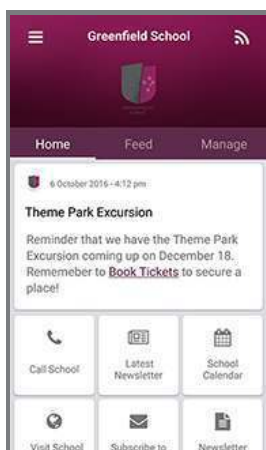 Greenfield School
Home Feed Manage
6 October 2016 - 4:12 pm
Theme Park Excursion
Reminder that we have the Theme Park
Excursion coming up on December 18.
Rememeber to Book Tickets to secure a
place!
Call School
Latest
Newsletter
School
Calendar
Visit School
Subscribe to
Newsletter